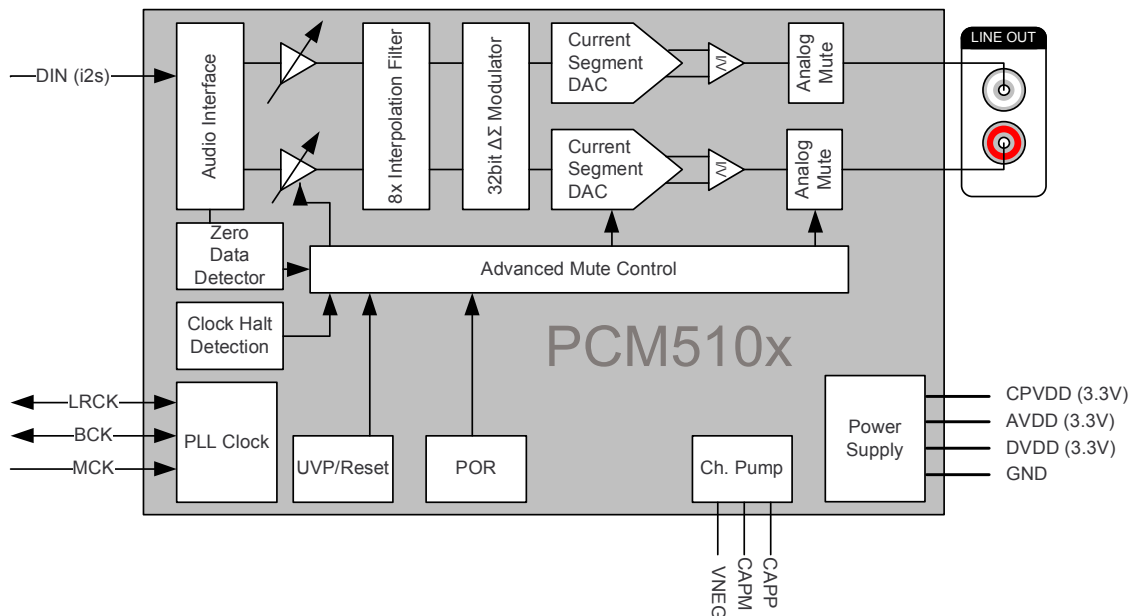 DIN (i2s)
Audio Interface
8x Interpolation Filter
32bit ΔΣ Modulator
Current
Segment
DAC
I/V
Analog
Mute
LINE OUT
Current
Segment
DAC
I/V
Analog
Mute
Zero
Data
Detector
Advanced Mute Control
Clock Halt
Detection
PCM510x
LRCK
BCK
MCK
PLL Clock
UVP/Reset
POR
Ch. Pump
Power
Supply
CPVDD (3.3V)
AVDD (3.3V)
DVDD (3.3V)
GND
VNEG
CAPM
CAPP